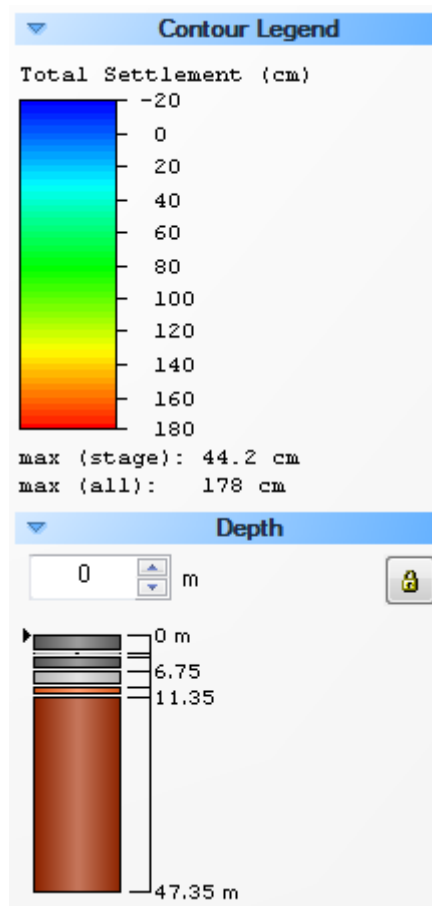 Contour Legend
Total Settlement (cm)
-20
0
20
40
60
80
100
120
140
160
180
max (stage): 44.2 cm
max (all): 178 cm
Depth
0 m
0 m
6.75
11.35
47.35 m